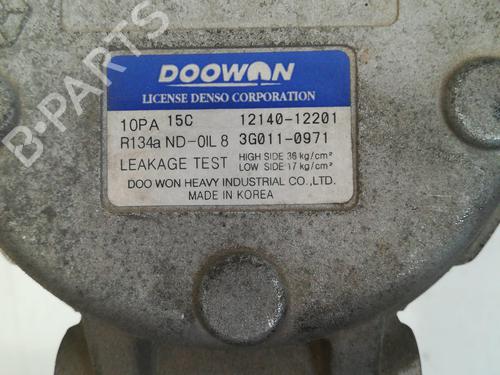 DOOWON
LICENSE DENSO CORPORATION
10PA 15C 12140-12201
R134a ND-OIL 8 3G011-0971
LEAKAGE TEST HIGH SIDE 36 kg/cm²
LOW SIDE 17 kg/cm²
DOO WON HEAVY INDUSTRIAL CO.,LTD.
MADE IN KOREA
B-PARTS